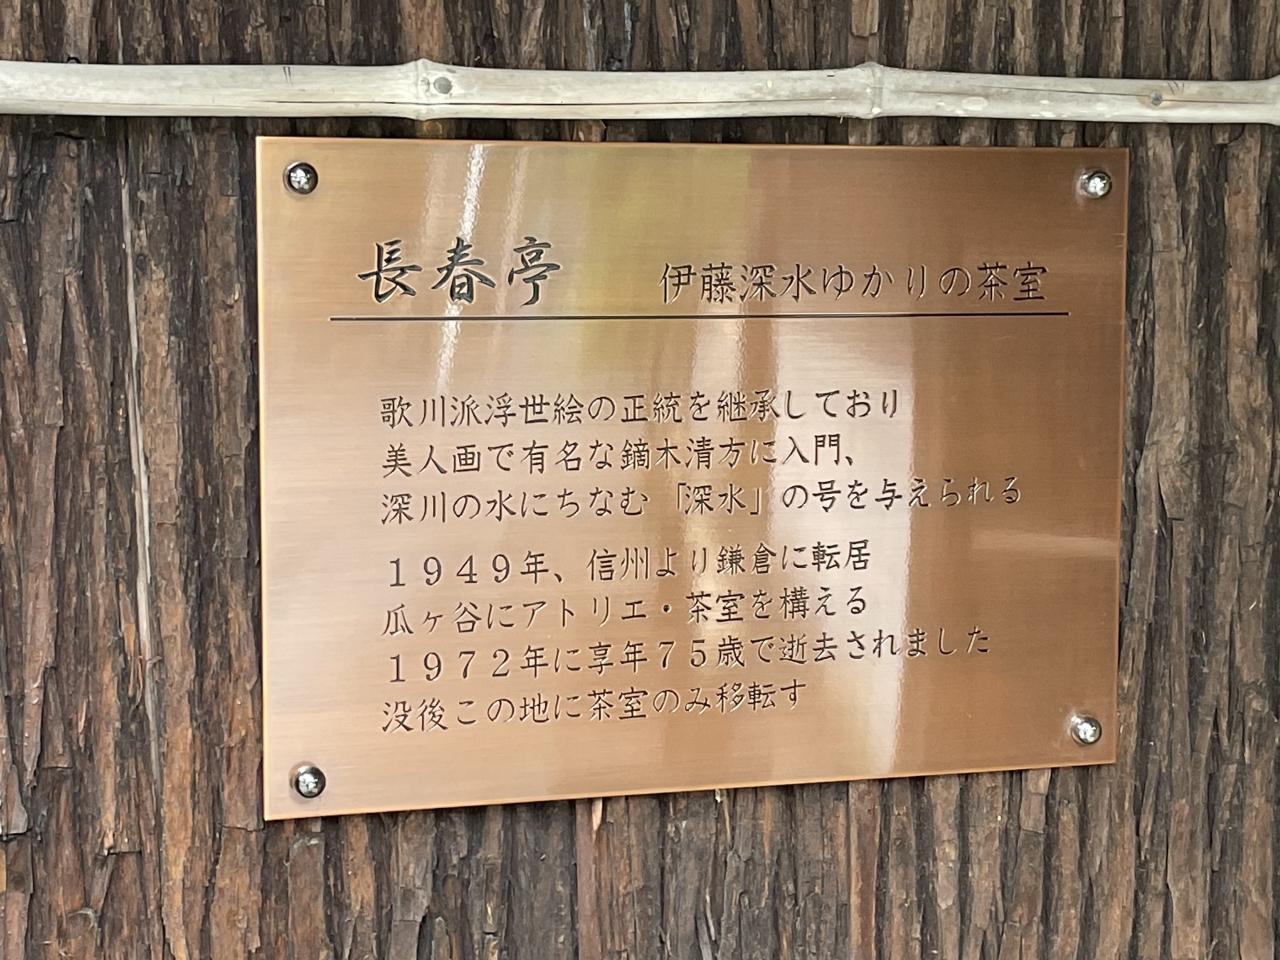 長春亭　伊藤深水ゆかりの茶室
歌川派浮世絵の正統を継承しており
美人画で有名な鏑木清方に入門、
深川の水にちなむ「深水」の号を与えられる
１９４９年、信州より鎌倉に転居
瓜ヶ谷にアトリエ・茶室を構える
１９７２年に享年７５歳で逝去されました
没後この地に茶室のみ移転す